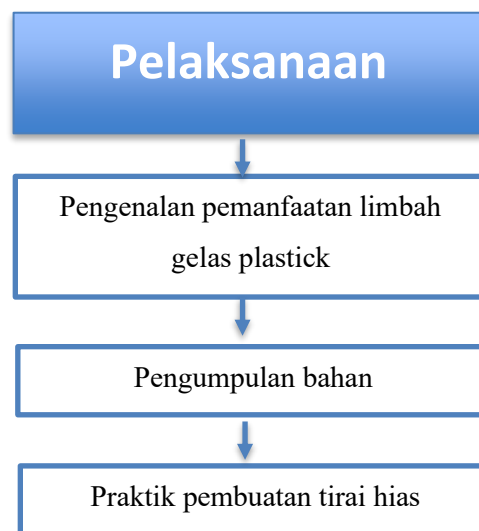 Pelaksanaan
Pengenalan pemanfaatan limbah
gelas plastick
Pengumpulan bahan
Praktik pembuatan tirai hias